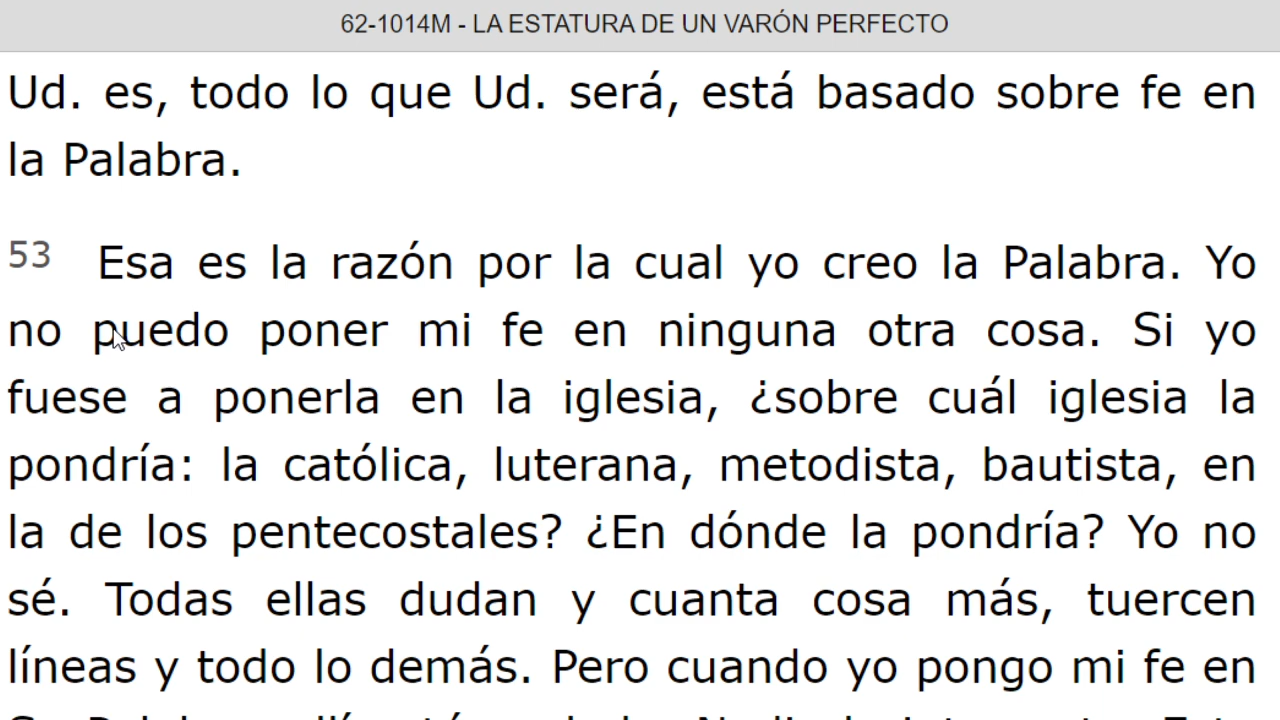 62-1014M - LA ESTATURA DE UN VARÓN PERFECTO
Ud. es, todo lo que Ud. será, está basado sobre fe en
la Palabra.
53 Esa es la razón por la cual yo creo la Palabra. Yo
no puedo poner mi fe en ninguna otra cosa. Si yo
fuese a ponerla en la iglesia, ¿sobre cuál iglesia la
pondría: la católica, luterana, metodista, bautista, en
la de los pentecostales? ¿En dónde la pondría? Yo no
sé. Todas ellas dudan y cuanta cosa más, tuercen
líneas y todo lo demás. Pero cuando yo pongo mi fe en